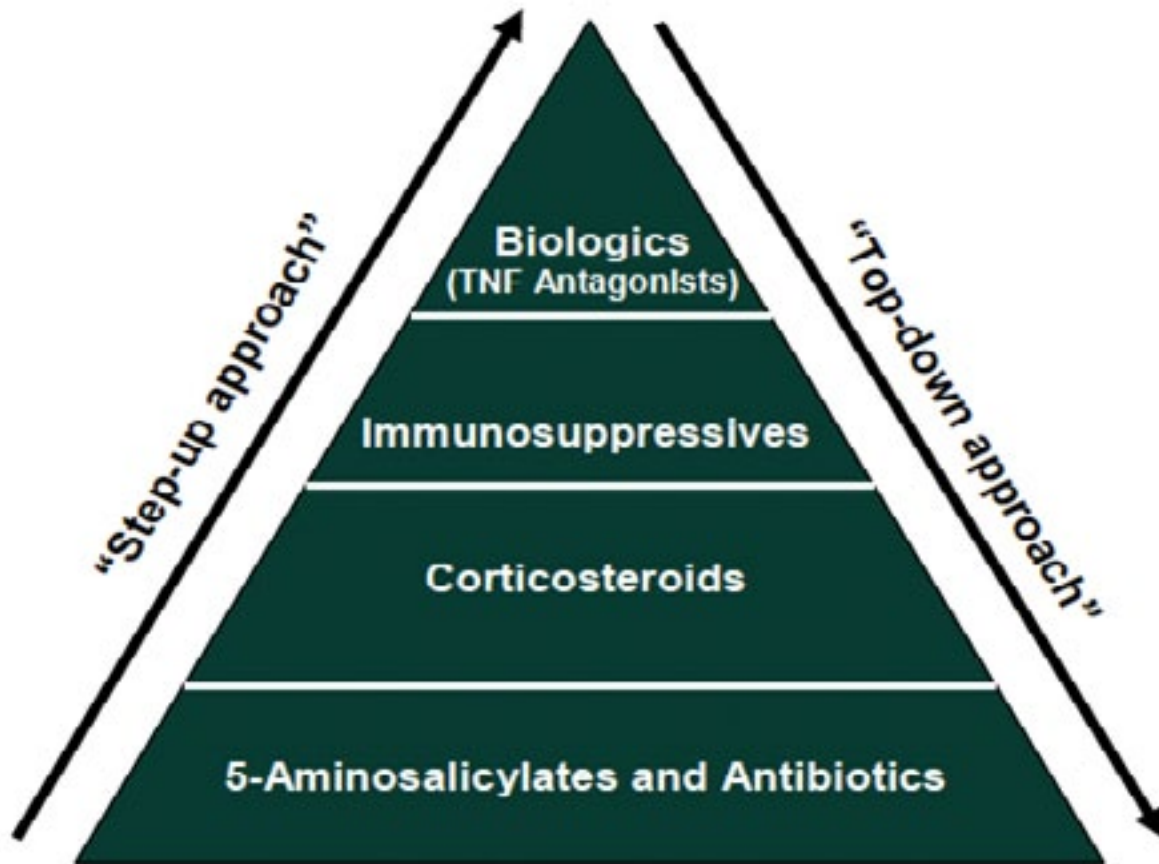 “Step-up approach”
“Top-down approach”
Biologics
(TNF Antagonists)
Immunosuppressives
Corticosteroids
5-Aminosalicylates and Antibiotics